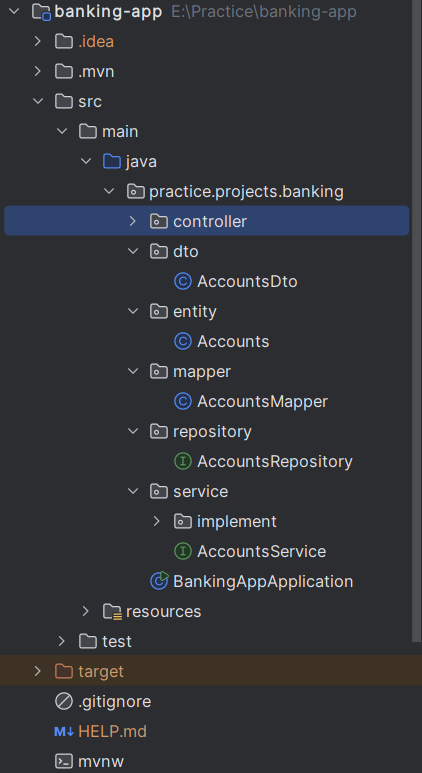 banking-app E:\Practice\banking-app
.idea
.mvn
src
main
java
practice.projects.banking
controller
dto
C AccountsDto
entity
C Accounts
mapper
C AccountsMapper
repository
I AccountsRepository
service
implement
I AccountsService
C BankingAppApplication
resources
test
target
.gitignore
M↓ HELP.md
mvnw